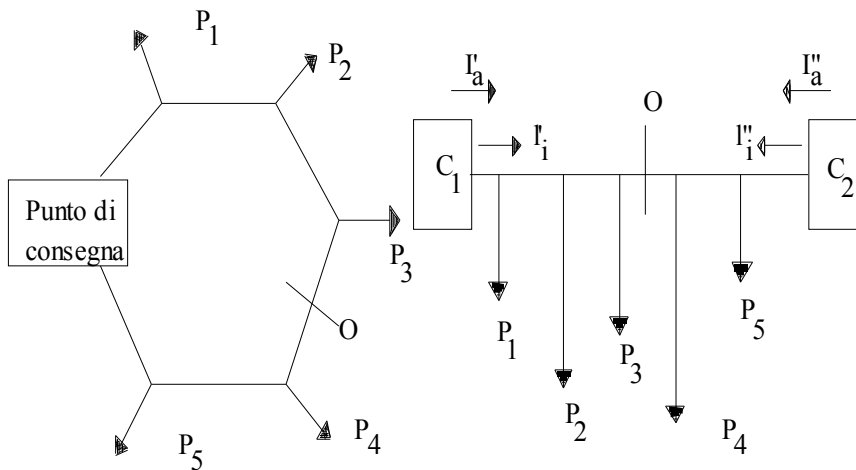 P1
P2
Punto di
consegna
P3
O
P5
P4
I'a
I''a
O
C1
I'i
I''i
C2
P1
P2
P3
P4
P5